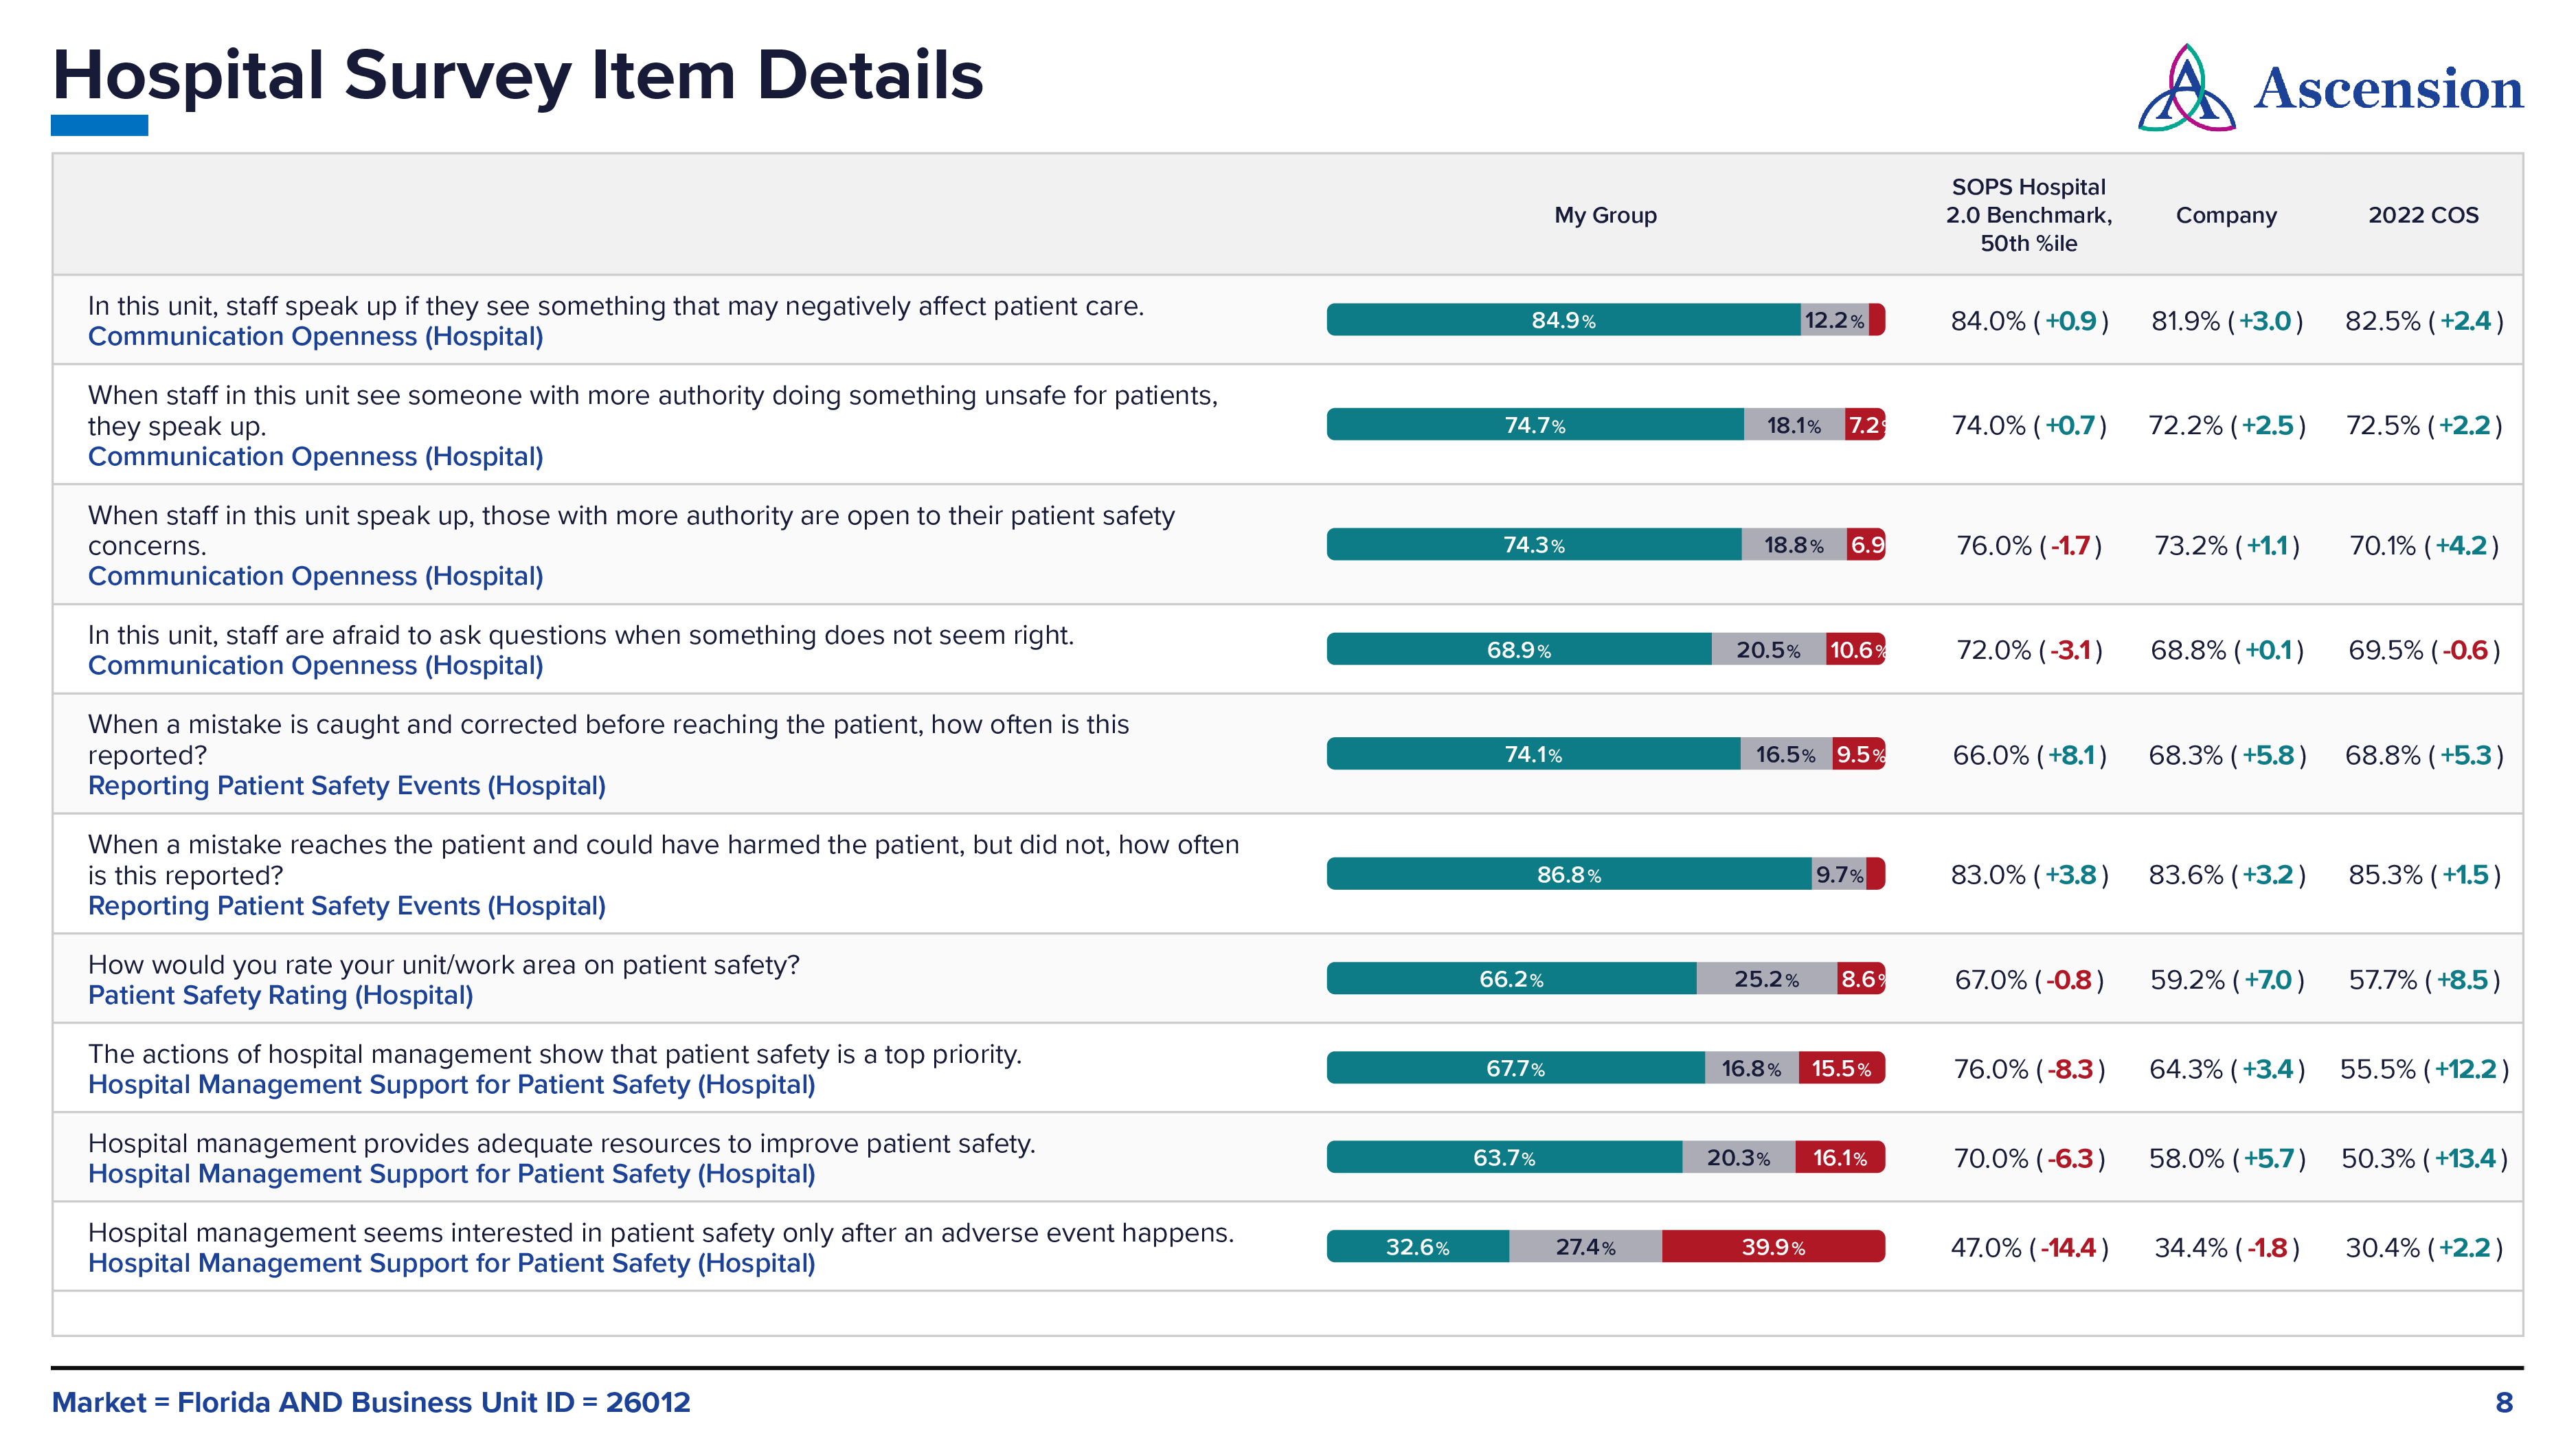 Hospital Survey Item Details
Ascension
My Group
SOPS Hospital
2.0 Benchmark,
50th %ile
Company
2022 COS
In this unit, staff speak up if they see something that may negatively affect patient care.
Communication Openness (Hospital)
84.9% 12.2% 84.0% ( +0.9 ) 81.9% ( +3.0 ) 82.5% ( +2.4 )
When staff in this unit see someone with more authority doing something unsafe for patients,
they speak up.
Communication Openness (Hospital)
74.7% 18.1% 7.2% 74.0% ( +0.7 ) 72.2% ( +2.5 ) 72.5% ( +2.2 )
When staff in this unit speak up, those with more authority are open to their patient safety
concerns.
Communication Openness (Hospital)
74.3% 18.8% 6.9 76.0% ( -1.7 ) 73.2% ( +1.1 ) 70.1% ( +4.2 )
In this unit, staff are afraid to ask questions when something does not seem right.
Communication Openness (Hospital)
68.9% 20.5% 10.6% 72.0% ( -3.1 ) 68.8% ( +0.1 ) 69.5% ( -0.6 )
When a mistake is caught and corrected before reaching the patient, how often is this
reported?
Reporting Patient Safety Events (Hospital)
74.1% 16.5% 9.5% 66.0% ( +8.1 ) 68.3% ( +5.8 ) 68.8% ( +5.3 )
When a mistake reaches the patient and could have harmed the patient, but did not, how often
is this reported?
Reporting Patient Safety Events (Hospital)
86.8% 9.7% 83.0% ( +3.8 ) 83.6% ( +3.2 ) 85.3% ( +1.5 )
How would you rate your unit/work area on patient safety?
Patient Safety Rating (Hospital)
66.2% 25.2% 8.6% 67.0% ( -0.8 ) 59.2% ( +7.0 ) 57.7% ( +8.5 )
The actions of hospital management show that patient safety is a top priority.
Hospital Management Support for Patient Safety (Hospital)
67.7% 16.8% 15.5% 76.0% ( -8.3 ) 64.3% ( +3.4 ) 55.5% ( +12.2 )
Hospital management provides adequate resources to improve patient safety.
Hospital Management Support for Patient Safety (Hospital)
63.7% 20.3% 16.1% 70.0% ( -6.3 ) 58.0% ( +5.7 ) 50.3% ( +13.4 )
Hospital management seems interested in patient safety only after an adverse event happens.
Hospital Management Support for Patient Safety (Hospital)
32.6% 27.4% 39.9% 47.0% ( -14.4 ) 34.4% ( -1.8 ) 30.4% ( +2.2 )
Market = Florida AND Business Unit ID = 26012
8